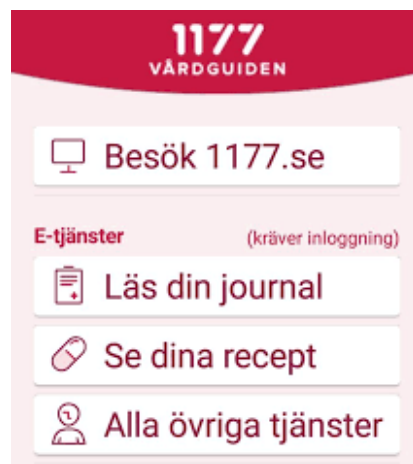 1177
VÅRDGUIDEN
Besök 1177.se
E-tjänster (kräver inloggning)
Läs din journal
Se dina recept
Alla övriga tjänster